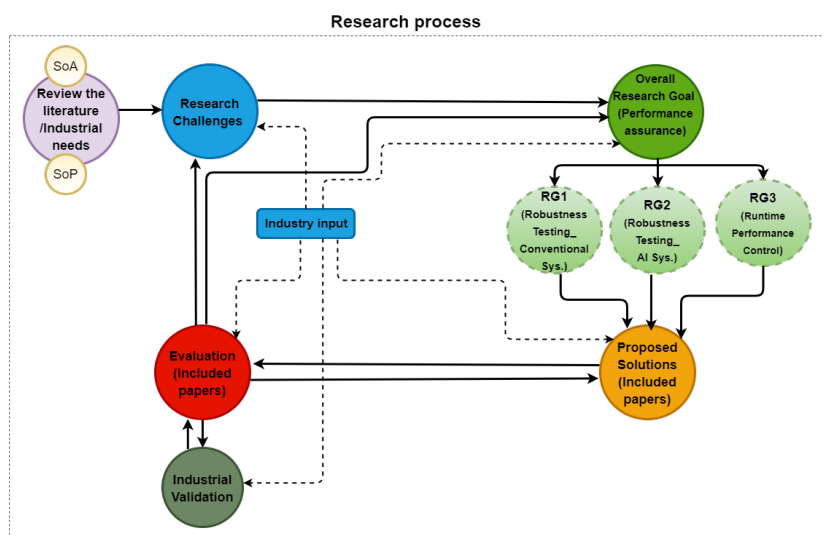 Research process
SoA
Review the
literature
/Industrial
needs
SoP
Research
Challenges
Overall
Research Goal
(Performance
assurance)
RG1
(Robustness
Testing_
Conventional
Sys.)
RG2
(Robustness
Testing_
AI Sys.)
RG3
(Runtime
Performance
Control)
Industry input
Evaluation
(included
papers)
Proposed
Solutions
(Included
papers)
Industrial
Validation